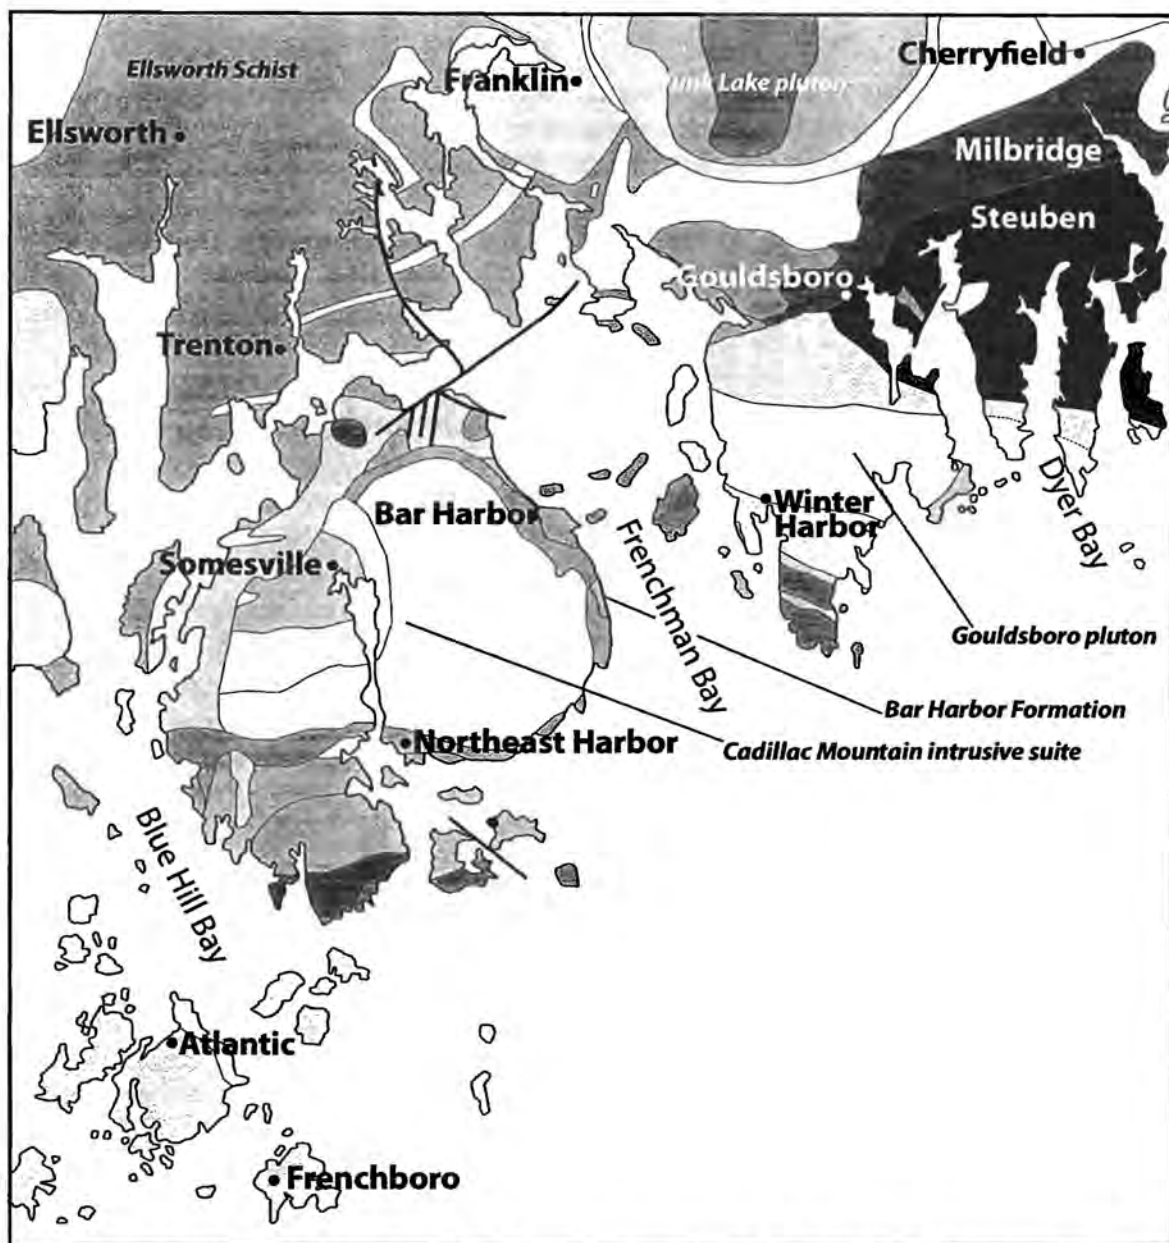 Cherryfield
Ellsworth Schist
Franklin
unk Lake pluton
Ellsworth
Milbridge
Steuben
Gouldsboro
Trenton
Bar Harbor
Winter
Harbor
Dyer Bay
Frenchman Bay
Somesville
Gouldsboro pluton
Bar Harbor Formation
Northeast Harbor
Cadillac Mountain intrusive suite
Blue Hill Bay
Atlantic
Frenchboro